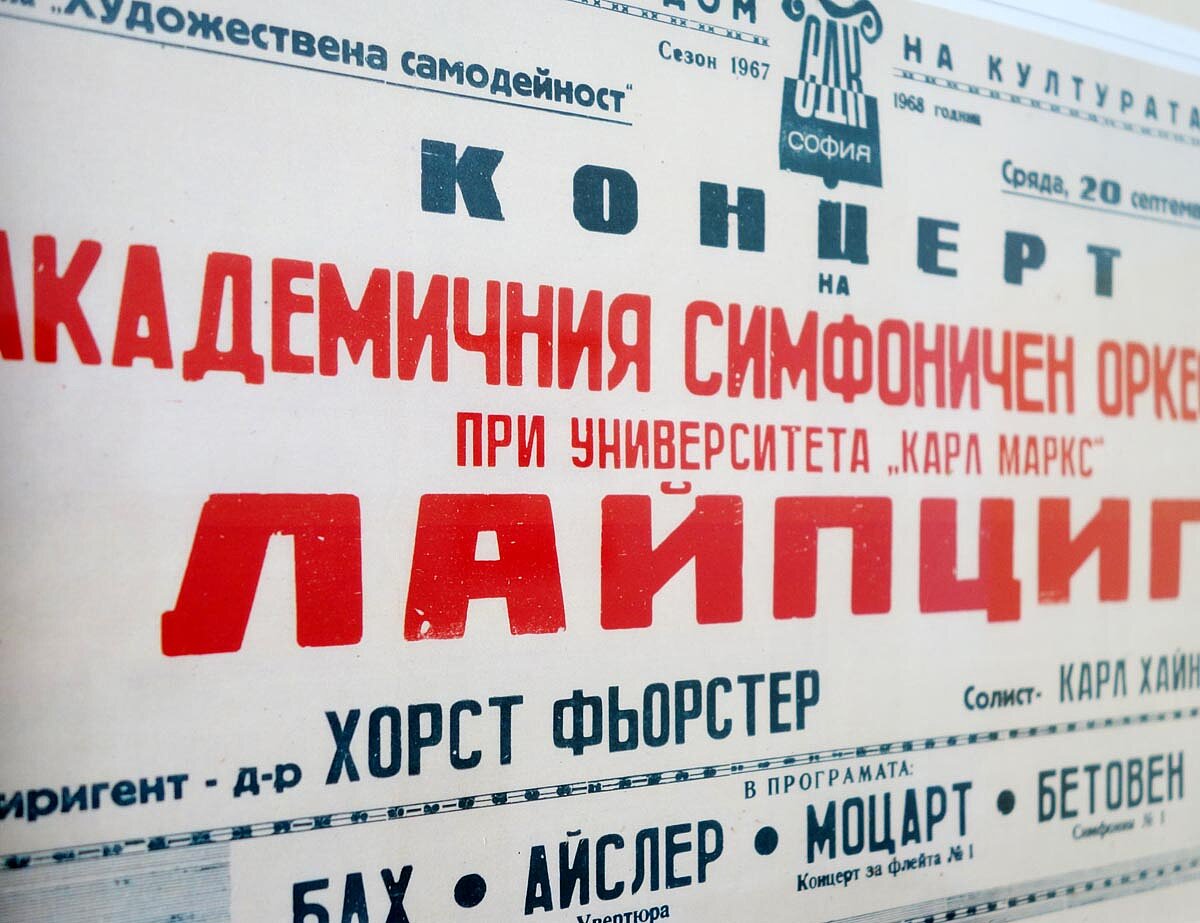 ДОМ
НА КУЛТУРАТА
„Художествена самодейност“
Сезон 1967
СДК
СОФИЯ
1968 година
Сряда, 20 септем
КОНЦЕРТ
НА
АКАДЕМИЧНИЯ СИМФОНИЧЕН ОРКЕ
ПРИ УНИВЕРСИТЕТА „КАРЛ МАРКС“
ЛАЙПЦИГ
иригент - д-р ХОРСТ ФЬОРСТЕР
Солист- КАРЛ ХАЙН
В ПРОГРАМАТА:
БАХ • АЙСЛЕР • МОЦАРТ • БЕТОВЕН
Увертюра
Концерт за флейта № 1
Симфония № 1